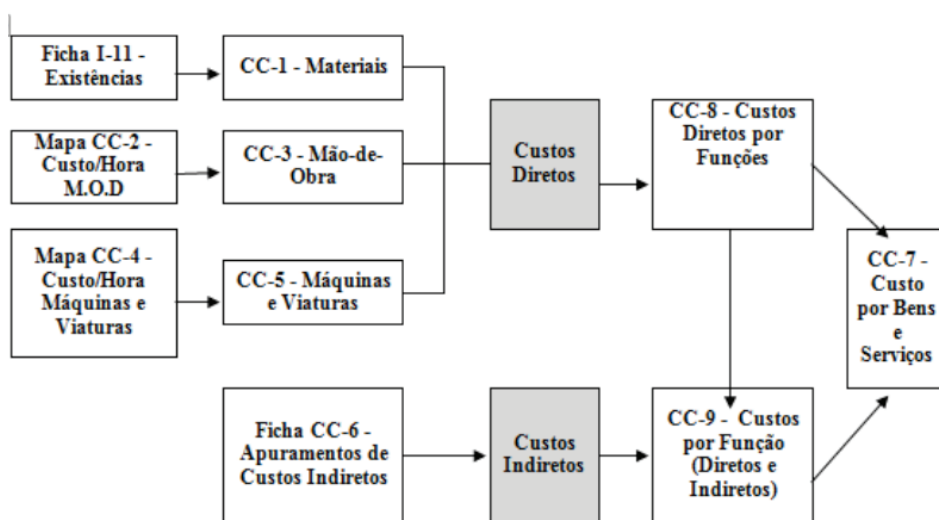 Ficha I-11 -
Existências
CC-1 - Materiais
Mapa CC-2 -
Custo/Hora
M.O.D
CC-3 - Mão-de-
Obra
Mapa CC-4 -
Custo/Hora
Máquinas e
Viaturas
CC-5 - Máquinas
e Viaturas
Custos
Diretos
CC-8 - Custos
Diretos por
Funções
CC-7 -
Custo
por Bens
e
Serviços
Ficha CC-6 -
Apuramentos de
Custos Indiretos
Custos
Indiretos
CC-9 - Custos
por Função
(Diretos e
Indiretos)